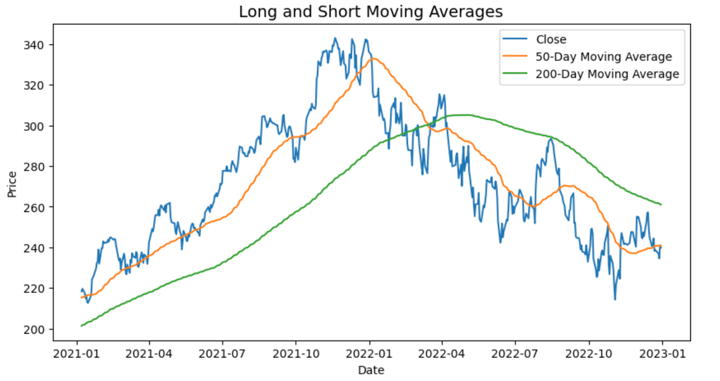 Long and Short Moving Averages
Close
50-Day Moving Average
200-Day Moving Average
340
320
300
280
260
240
220
200
Price
2021-01 2021-04 2021-07 2021-10 2022-01 2022-04 2022-07 2022-10 2023-01
Date